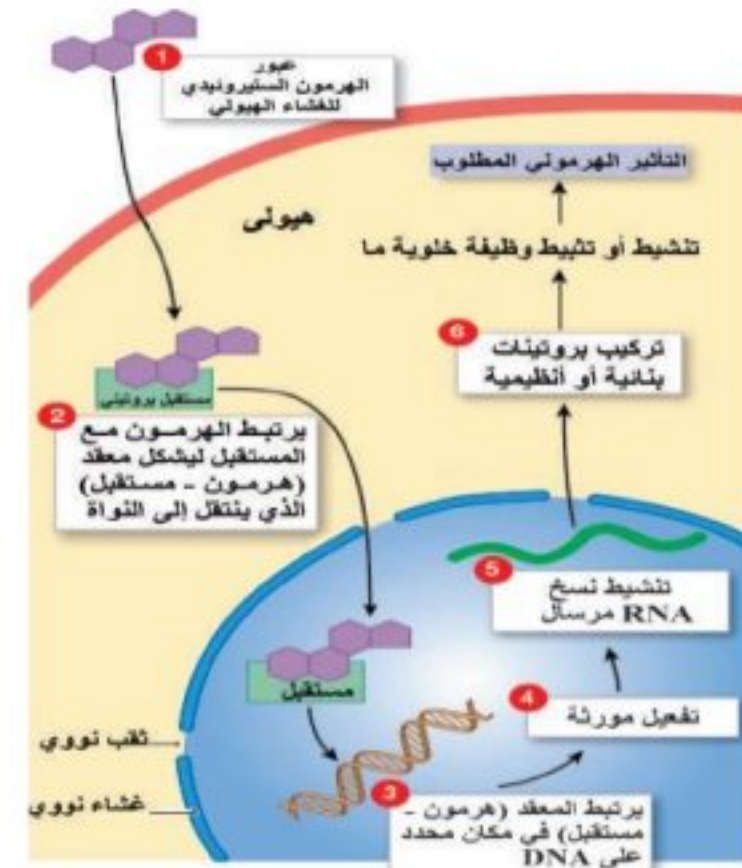 1
عبور
الهرمون الستيروئيدي
للغشاء الهيولي
هيولى
مستقبل بروتيني
2
يرتبط الهرمون مع
المستقبل ليشكل معقد
(هرمون - مستقبل)
الذي ينتقل إلى النواة
مستقبل
3
يرتبط المعقد (هرمون -
مستقبل) في مكان محدد
على DNA
4
تفعيل مورثة
5
تنشيط نسخ
RNA مرسال
6
تركيب بروتينات
بنائية أو أنظيمية
تنشيط أو تثبيط وظيفة خلوية ما
التأثير الهرموني المطلوب
ثقب نووي
غشاء نووي